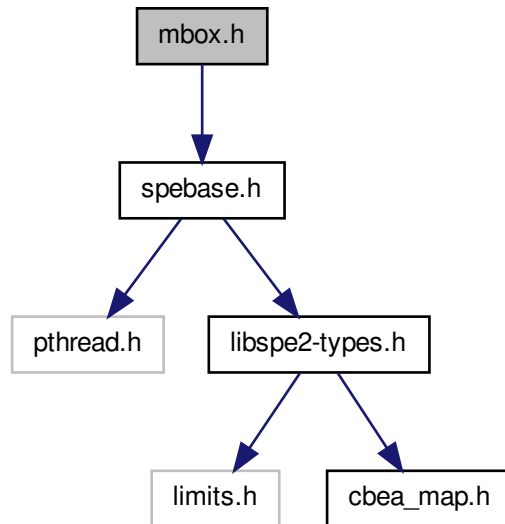 mbox.h
spebase.h
pthread.h
libspe2-types.h
limits.h
cbea_map.h